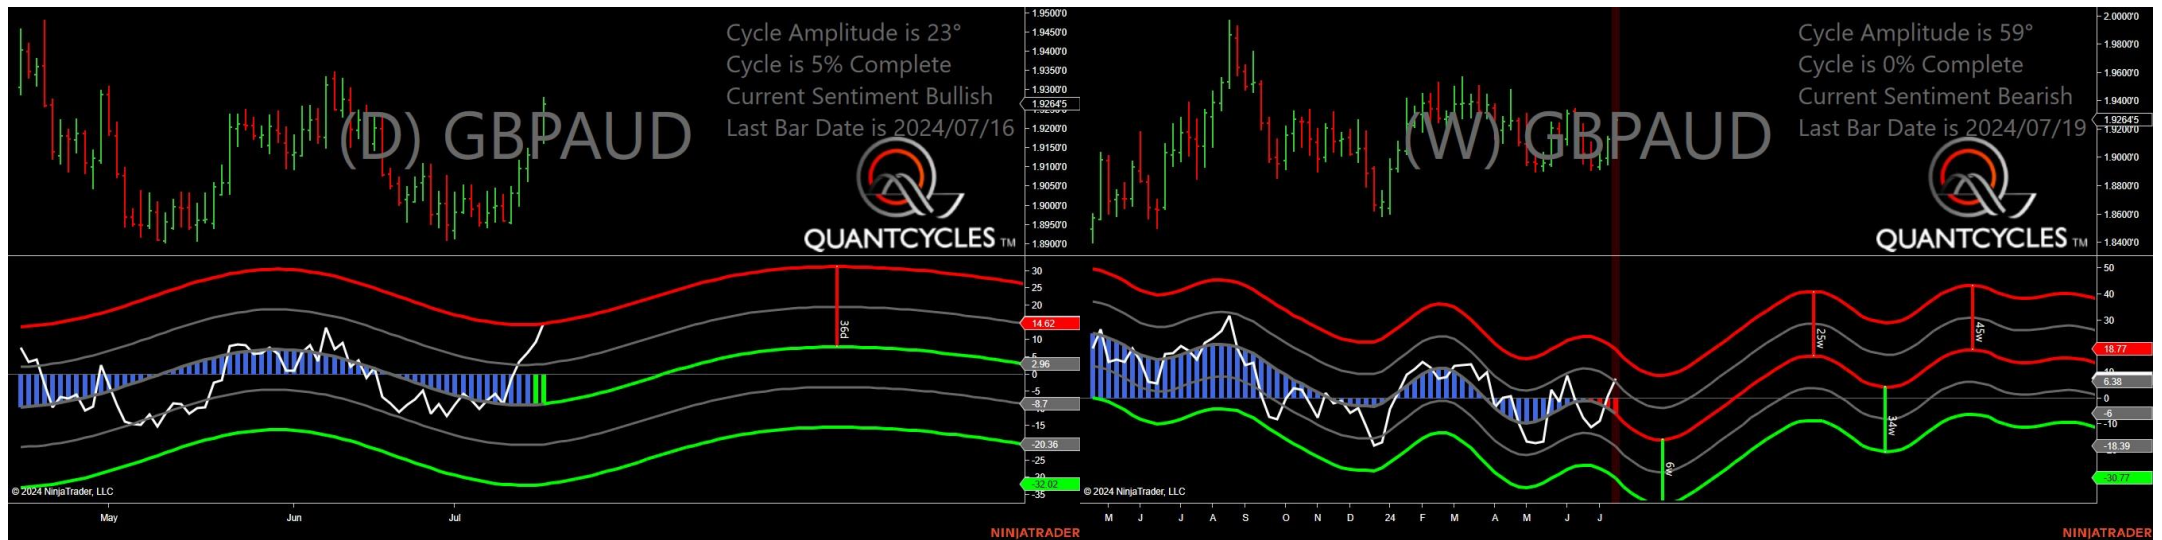 Cycle Amplitude is 23°
Cycle is 5% Complete
Current Sentiment Bullish
Last Bar Date is 2024/07/16
(D) GBPAUD
QUANTCYCLES TM
1.9500'0
1.9450'0
1.9400'0
1.9350'0
1.9300'0
1.9264'5
1.9200'0
1.9150'0
1.9100'0
1.9050'0
1.9000'0
1.8950'0
1.8900'0
30
25
20
14.62
10
5
2.96
0
-5
-8.7
-15
-20.36
-25
-32.02
-35
36d
© 2024 NinjaTrader, LLC
May
Jun
Jul
NINJATRADER
Cycle Amplitude is 59°
Cycle is 0% Complete
Current Sentiment Bearish
Last Bar Date is 2024/07/19
(W) GBPAUD
QUANTCYCLES TM
2.0000'0
1.9800'0
1.9600'0
1.9400'0
1.9264'5
1.9200'0
1.9000'0
1.8800'0
1.8600'0
1.8400'0
50
40
30
18.77
6.38
0
-6
-10
-18.39
-30.77
6w
25w
34w
45w
© 2024 NinjaTrader, LLC
M J J A S O N D 24 F M A M J J
NINJATRADER